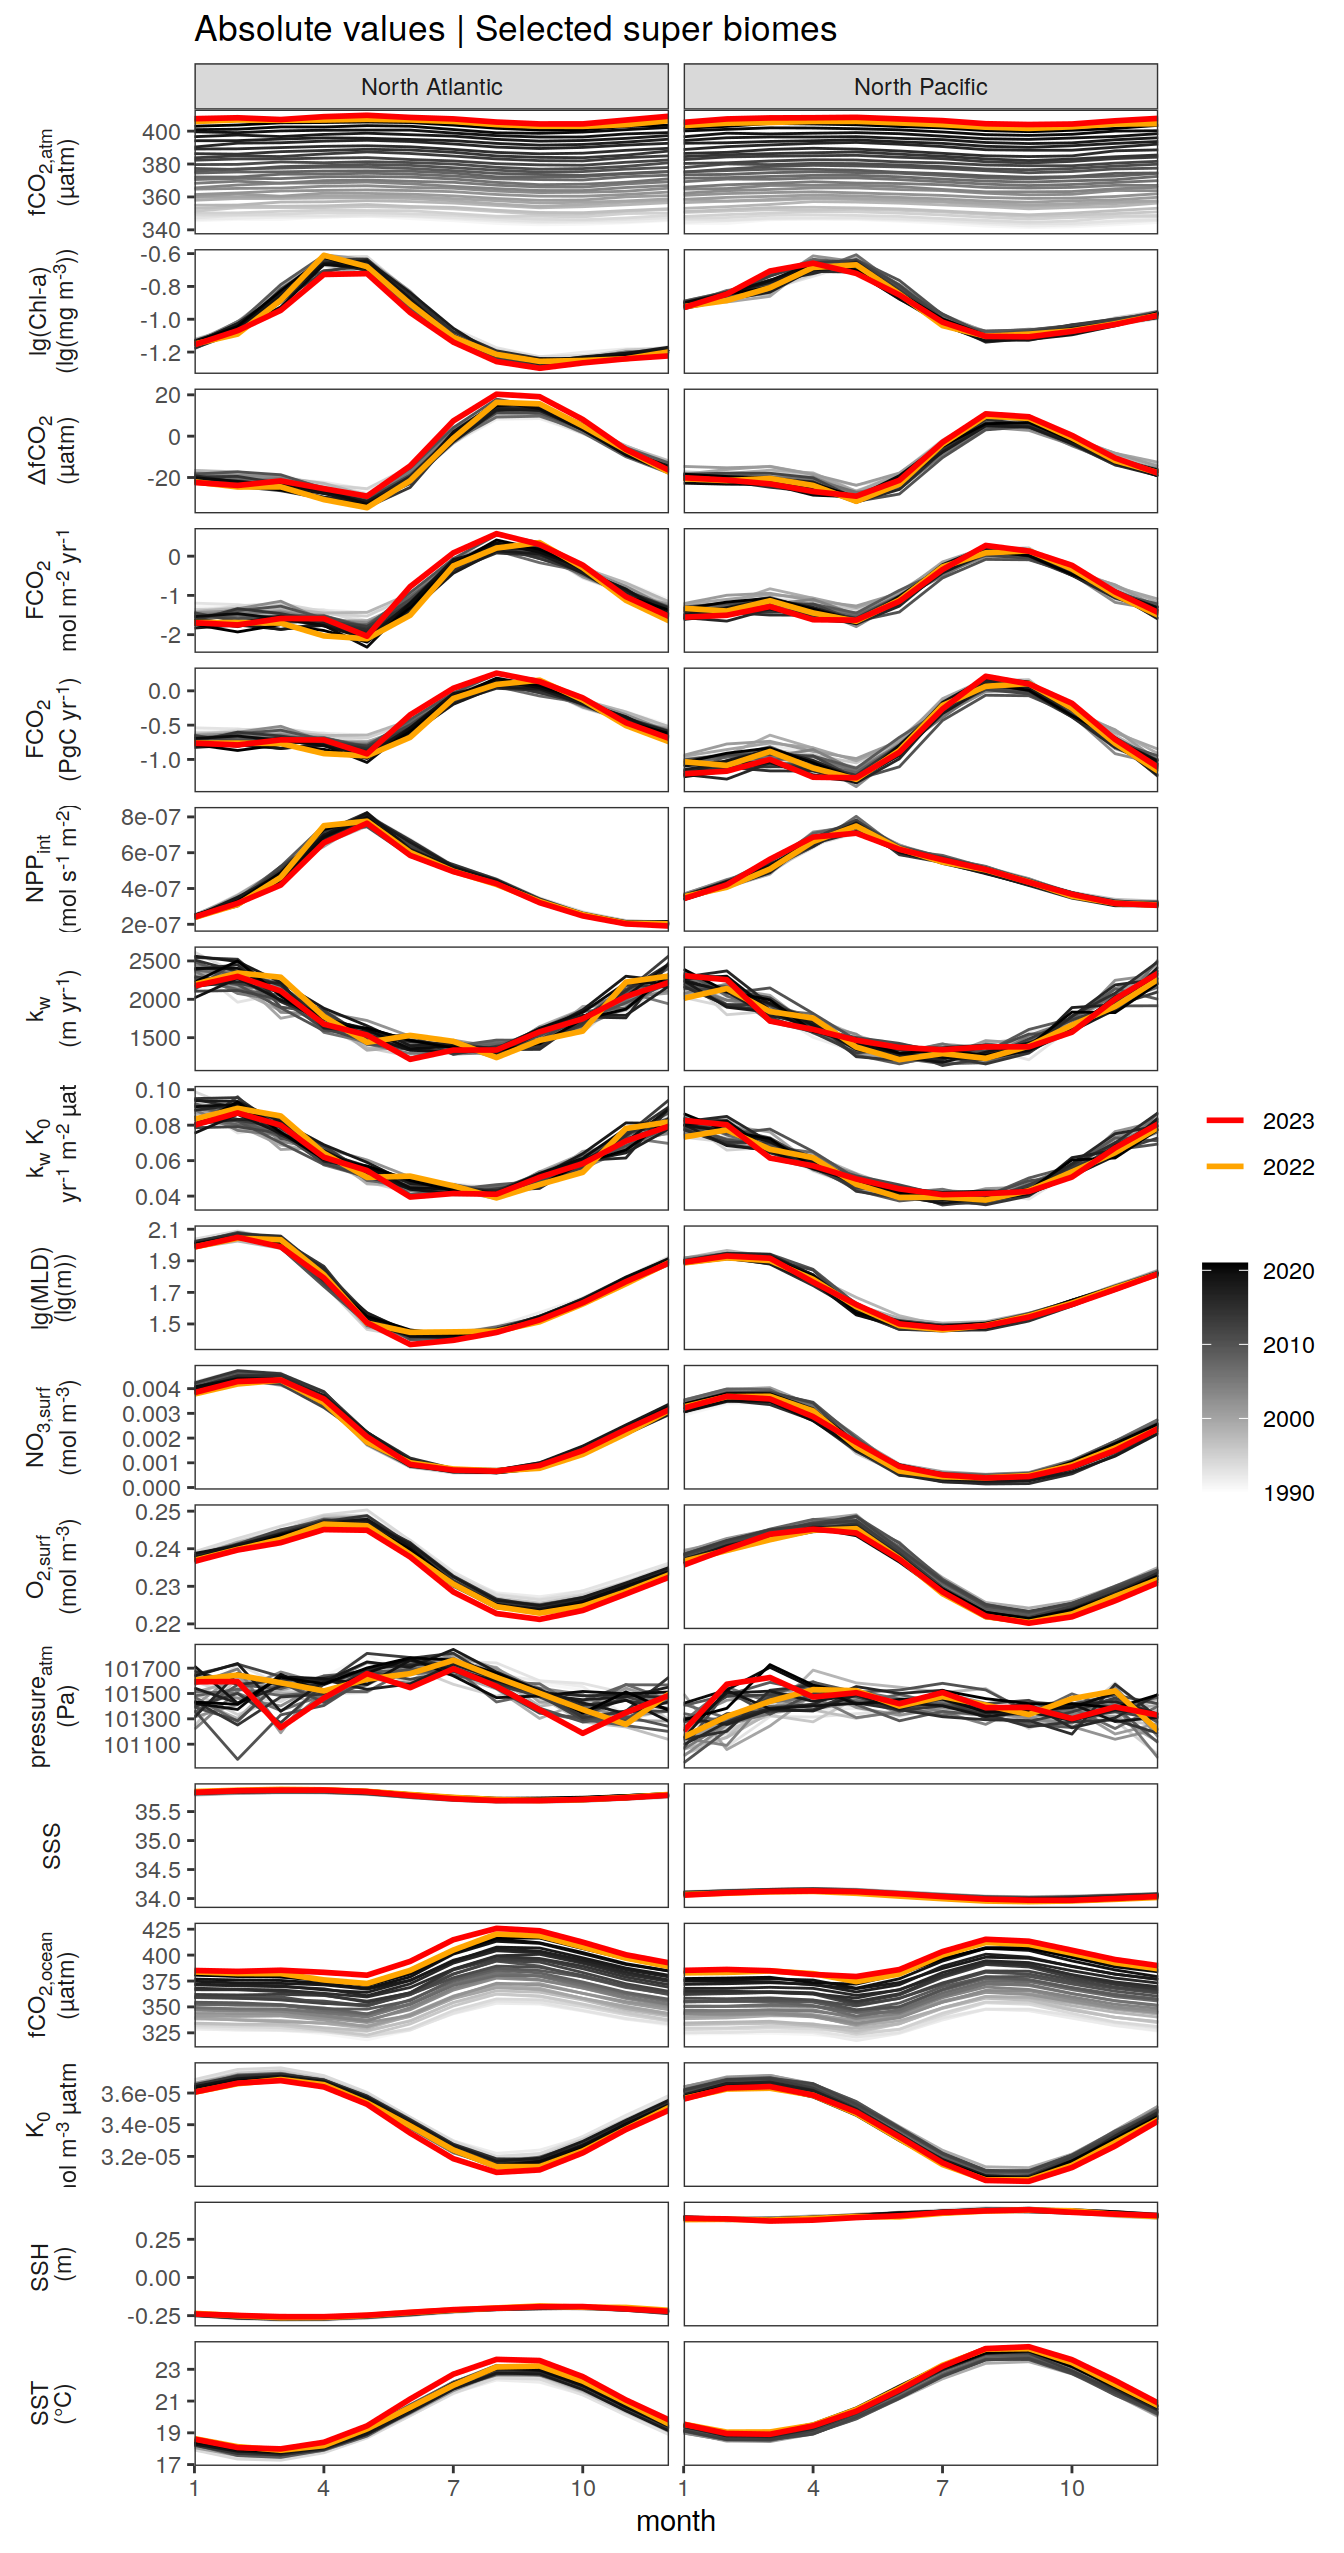 Absolute values | Selected super biomes
North Atlantic
North Pacific
fCO2,atm
(µatm)
400
380
360
340
lg(Chl-a)
(lg(mg m-3))
-0.6
-0.8
-1.0
-1.2
ΔfCO2
(µatm)
20
0
-20
FCO2
mol m-2 yr-1
0
-1
-2
FCO2
(PgC yr-1)
0.0
-0.5
-1.0
NPPint
(mol s-1 m-2)
8e-07
6e-07
4e-07
2e-07
kw
(m yr-1)
2500
2000
1500
kw K0
yr-1 m-2 µat
0.10
0.08
0.06
0.04
lg(MLD)
(lg(m))
2.1
1.9
1.7
1.5
NO3,surf
(mol m-3)
0.004
0.003
0.002
0.001
0.000
O2,surf
(mol m-3)
0.25
0.24
0.23
0.22
pressureatm
(Pa)
101700
101500
101300
101100
SSS
35.5
35.0
34.5
34.0
fCO2,ocean
(µatm)
425
400
375
350
325
K0
ol m-3 µatm
3.6e-05
3.4e-05
3.2e-05
SSH
(m)
0.25
0.00
-0.25
SST
(°C)
23
21
19
17
1 4 7 10
1 4 7 10
month
2023
2022
2020
2010
2000
1990